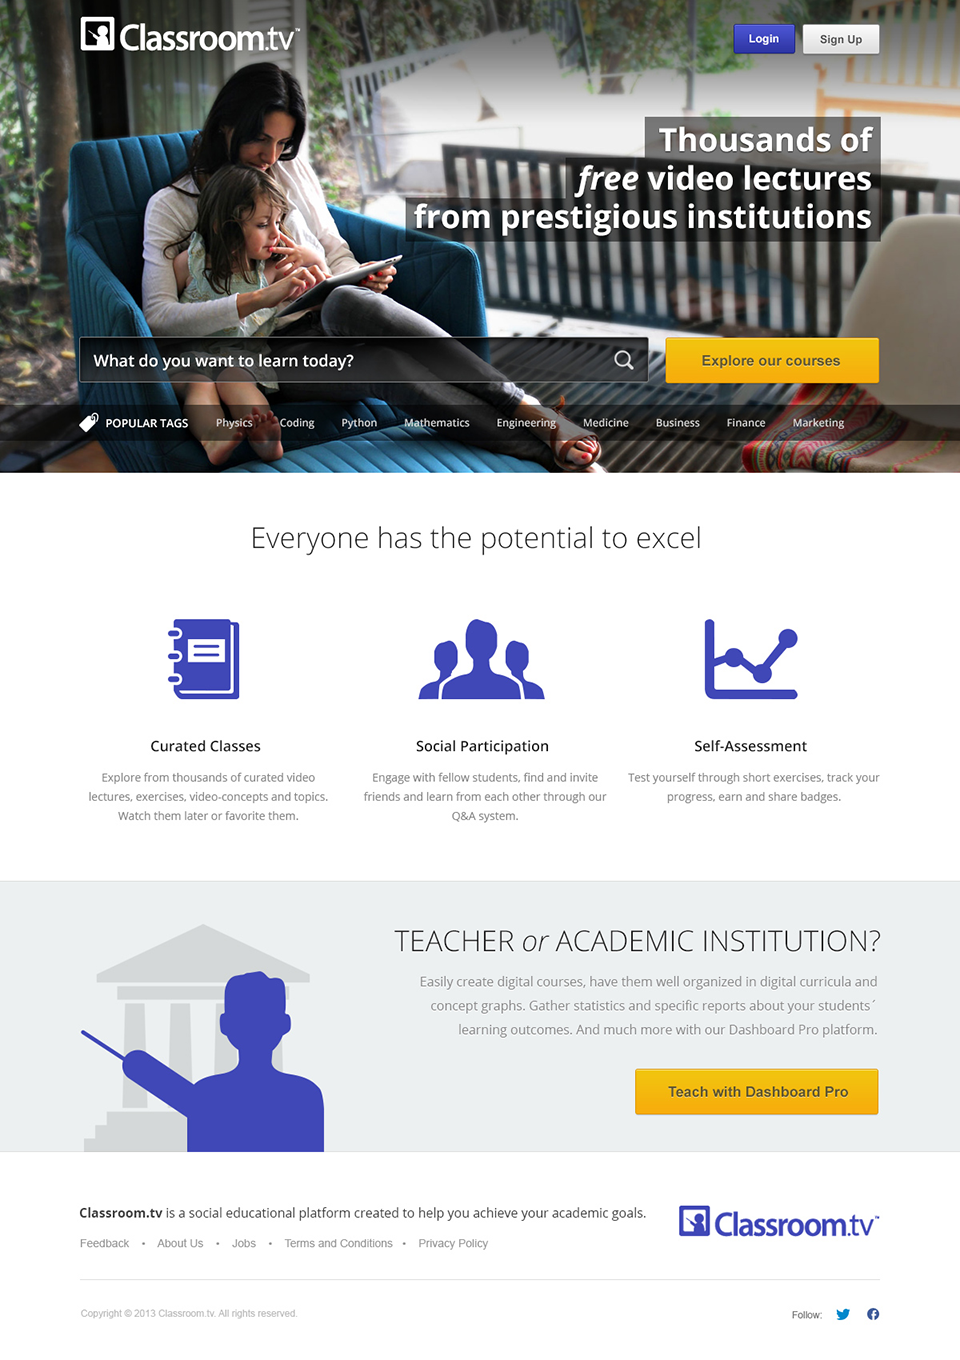 Classroom.tv™
Login
Sign Up
Thousands of
free video lectures
from prestigious institutions
What do you want to learn today?
Explore our courses
POPULAR TAGS Physics Coding Python Mathematics Engineering Medicine Business Finance Marketing
Everyone has the potential to excel
Curated Classes
Explore from thousands of curated video
lectures, exercises, video-concepts and topics.
Watch them later or favorite them.
Social Participation
Engage with fellow students, find and invite
friends and learn from each other through our
Q&A system.
Self-Assessment
Test yourself through short exercises, track your
progress, earn and share badges.
TEACHER or ACADEMIC INSTITUTION?
Easily create digital courses, have them well organized in digital curricula and
concept graphs. Gather statistics and specific reports about your students´
learning outcomes. And much more with our Dashboard Pro platform.
Teach with Dashboard Pro
Classroom.tv is a social educational platform created to help you achieve your academic goals.
Feedback • About Us • Jobs • Terms and Conditions • Privacy Policy
Classroom.tv™
Copyright © 2013 Classroom.tv. All rights reserved.
Follow: